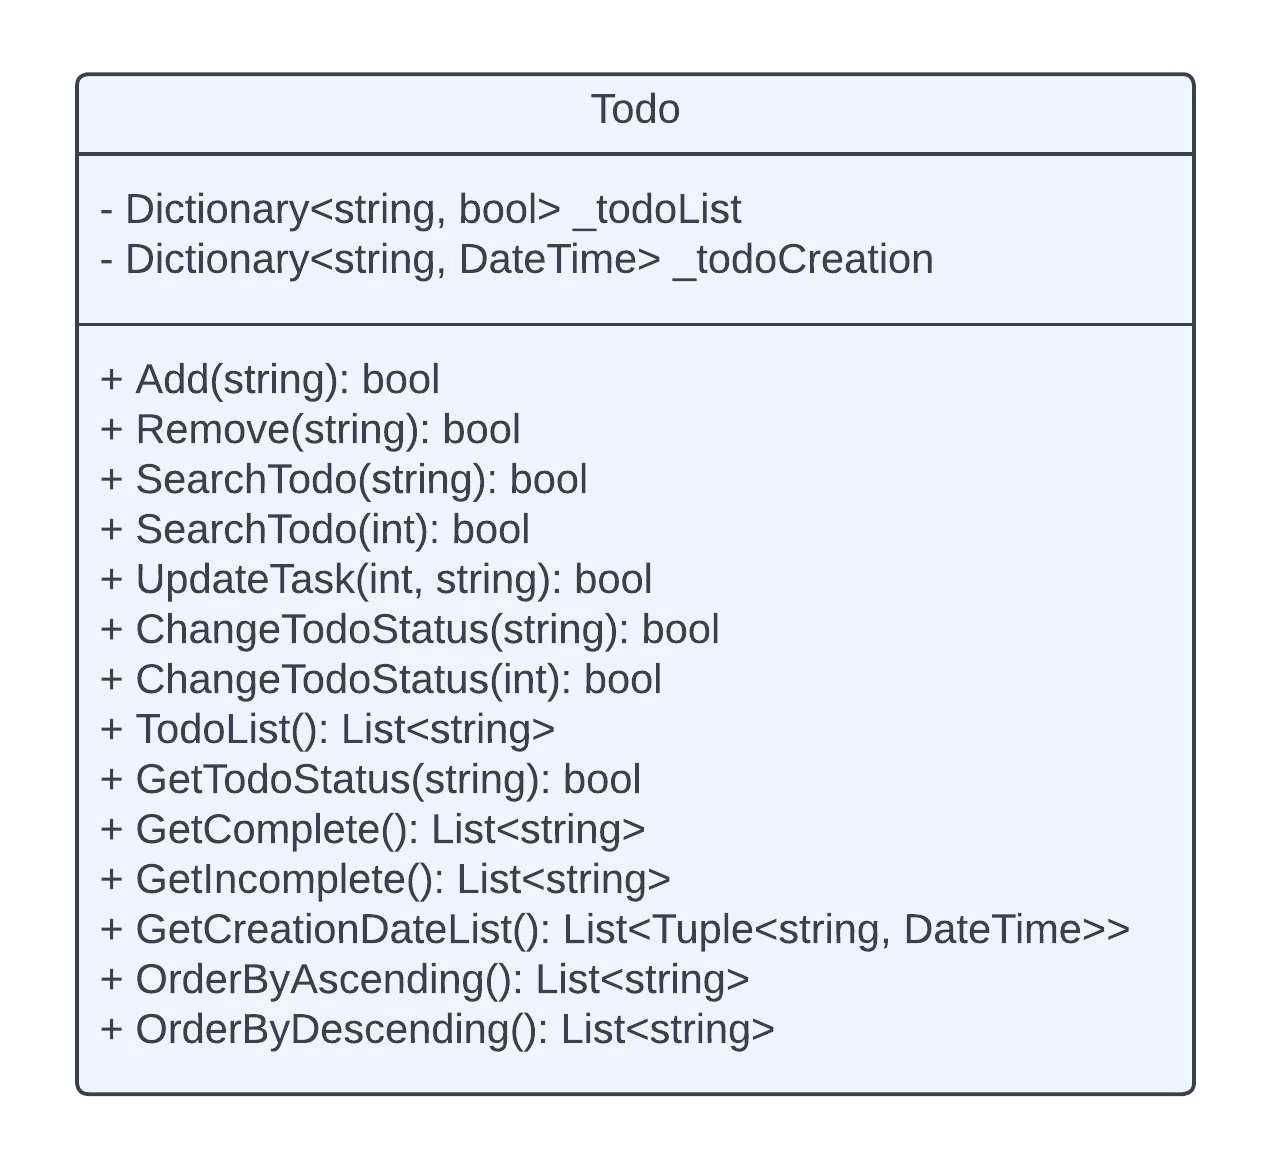 Todo
- Dictionary<string, bool> _todoList
- Dictionary<string, DateTime> _todoCreation
+ Add(string): bool
+ Remove(string): bool
+ SearchTodo(string): bool
+ SearchTodo(int): bool
+ UpdateTask(int, string): bool
+ ChangeTodoStatus(string): bool
+ ChangeTodoStatus(int): bool
+ TodoList(): List<string>
+ GetTodoStatus(string): bool
+ GetComplete(): List<string>
+ GetIncomplete(): List<string>
+ GetCreationDateList(): List<Tuple<string, DateTime>>
+ OrderByAscending(): List<string>
+ OrderByDescending(): List<string>